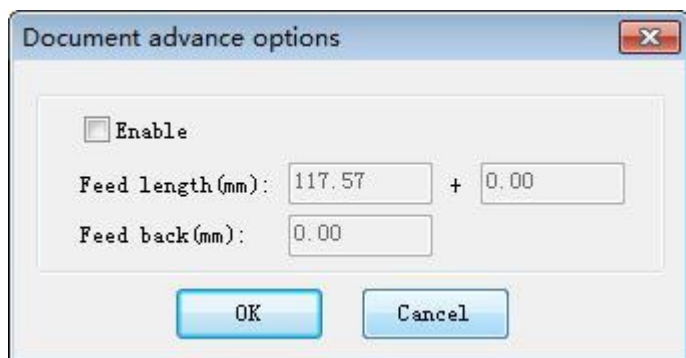 Document advance options
Enable
Feed length(mm): 117.57 + 0.00
Feed back(mm): 0.00
OK Cancel